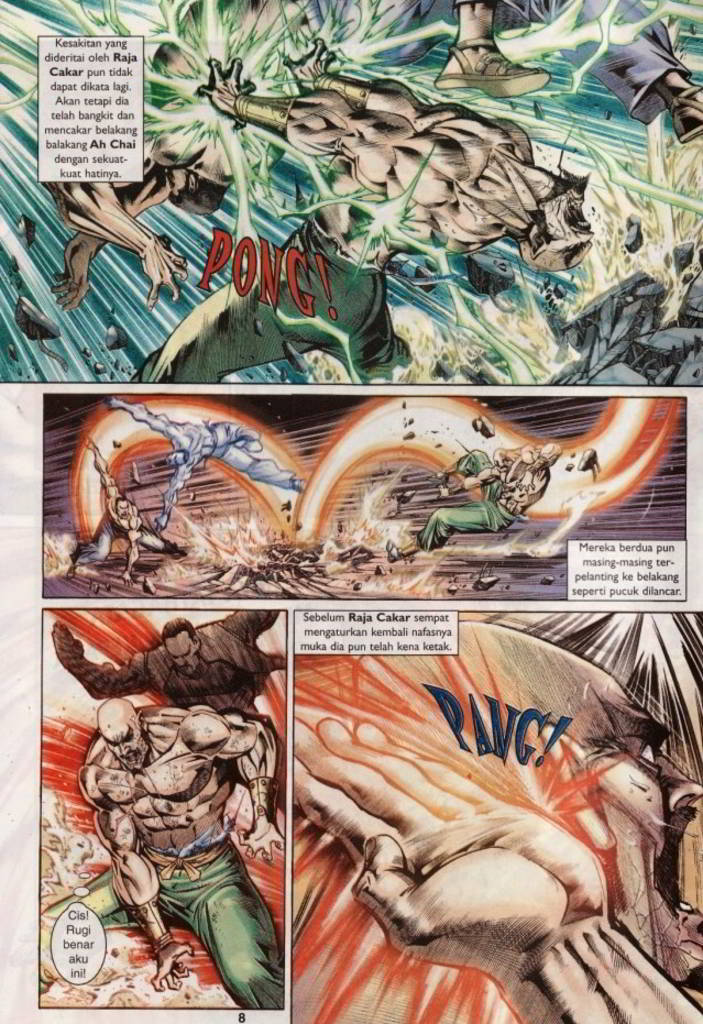 Kesakitan yang
dideritai oleh Raja
Cakar pun tidak
dapat dikata lagi.
Akan tetapi dia
telah bangkit dan
mencakar belakang
balakang Ah Chai
dengan sekuat-
kuat hatinya.
PONG!
Mereka berdua pun
masing-masing ter-
pelanting ke belakang
seperti pucuk dilancar.
Cis!
Rugi
benar
aku
ini!
Sebelum Raja Cakar sempat
mengaturkan kembali nafasnya
muka dia pun telah kena ketak.
PANG!
8